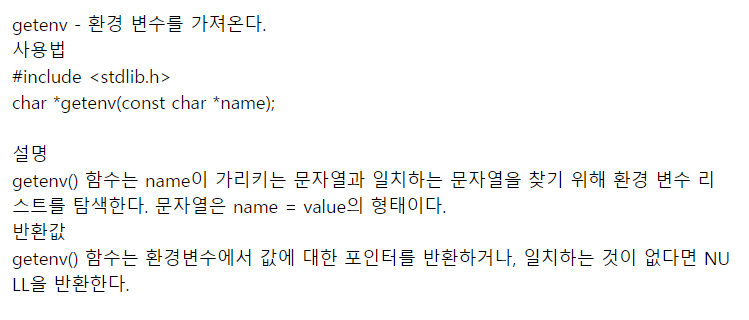 getenv - 환경 변수를 가져온다.
사용법
#include <stdlib.h>
char *getenv(const char *name);
설명
getenv() 함수는 name이 가리키는 문자열과 일치하는 문자열을 찾기 위해 환경 변수 리
스트를 탐색한다. 문자열은 name = value의 형태이다.
반환값
getenv() 함수는 환경변수에서 값에 대한 포인터를 반환하거나, 일치하는 것이 없다면 NU
LL을 반환한다.